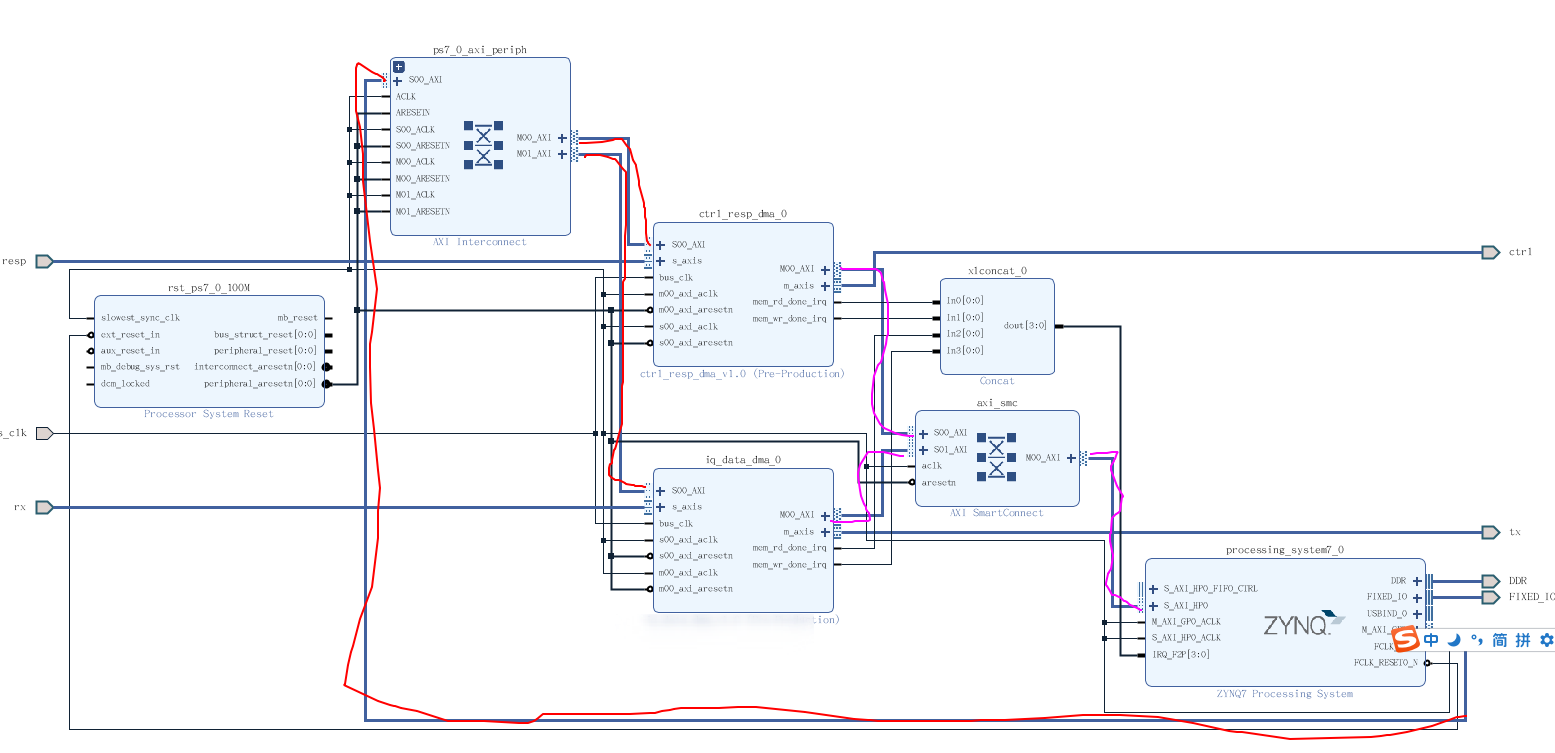 ps7_0_axi_periph
S00_AXI
ACLK
ARESETN
S00_ACLK
S00_ARESETN
M00_ACLK
M00_ARESETN
M01_ACLK
M01_ARESETN
M00_AXI
M01_AXI
AXI Interconnect
resp
rst_ps7_0_100M
slowest_sync_clk
ext_reset_in
aux_reset_in
mb_debug_sys_rst
dcm_locked
mb_reset
bus_struct_reset[0:0]
peripheral_reset[0:0]
interconnect_aresetn[0:0]
peripheral_aresetn[0:0]
Processor System Reset
s_clk
rx
ctrl_resp_dma_0
S00_AXI
s_axis
bus_clk
m00_axi_aclk
m00_axi_aresetn
s00_axi_aclk
s00_axi_aresetn
M00_AXI
m_axis
mem_rd_done_irq
mem_wr_done_irq
ctrl_resp_dma_v1.0 (Pre-Production)
iq_data_dma_0
S00_AXI
s_axis
bus_clk
s00_axi_aclk
s00_axi_aresetn
m00_axi_aclk
m00_axi_aresetn
M00_AXI
m_axis
mem_rd_done_irq
mem_wr_done_irq
ction)
xlconcat_0
In0[0:0]
In1[0:0]
In2[0:0]
In3[0:0]
dout[3:0]
Concat
axi_smc
S00_AXI
S01_AXI
aclk
aresetn
M00_AXI
AXI SmartConnect
ctrl
tx
processing_system7_0
S_AXI_HP0_FIFO_CTRL
S_AXI_HP0
M_AXI_GP0_ACLK
S_AXI_HP0_ACLK
IRQ_F2P[3:0]
ZYNQ
DDR
FIXED_IO
USBIND_0
M_AXI_G
FCLK
FCLK_RESET0_N
ZYNQ7 Processing System
DDR
FIXED_IO
S 中 °, 简 拼